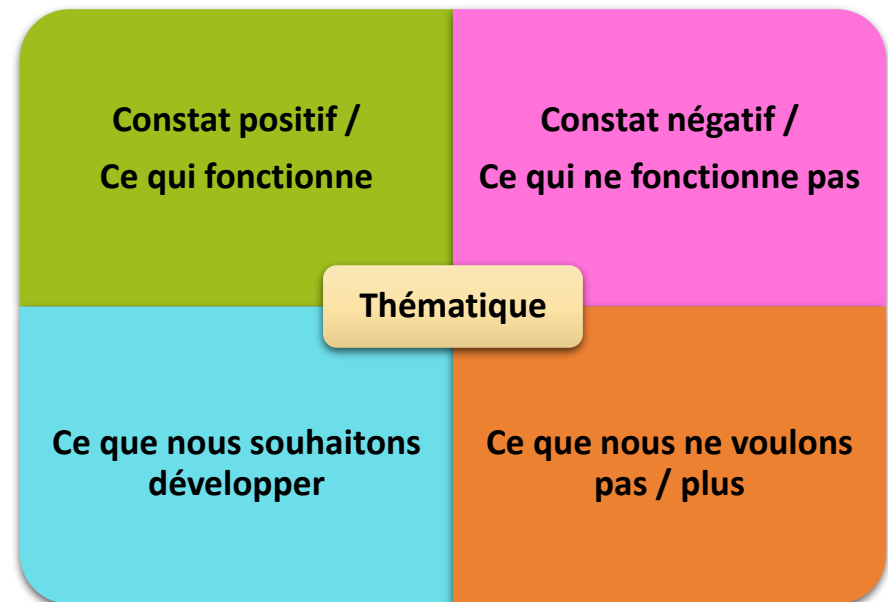 Constat positif /
Ce qui fonctionne
Constat négatif /
Ce qui ne fonctionne pas
Thématique
Ce que nous souhaitons
développer
Ce que nous ne voulons
pas / plus